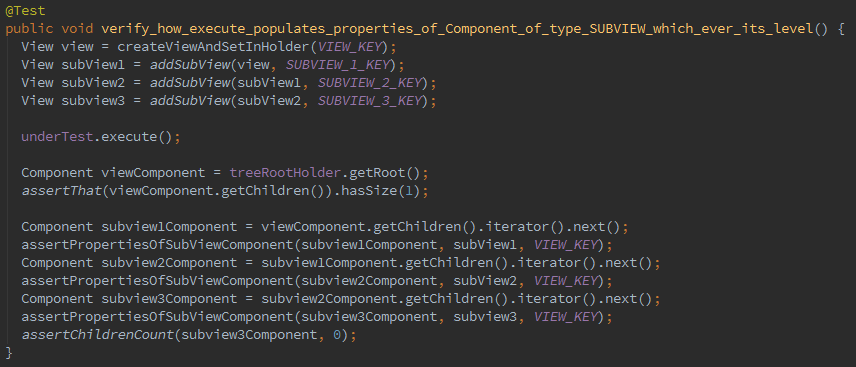 @Test
public void verify_how_execute_populates_properties_of_Component_of_type_SUBVIEW_which_ever_its_level() {
  View view = createViewAndSetInHolder(VIEW_KEY);
  View subView1 = addSubView(view, SUBVIEW_1_KEY);
  View subView2 = addSubView(subView1, SUBVIEW_2_KEY);
  View subview3 = addSubView(subView2, SUBVIEW_3_KEY);

  underTest.execute();

  Component viewComponent = treeRootHolder.getRoot();
  assertThat(viewComponent.getChildren()).hasSize(1);

  Component subview1Component = viewComponent.getChildren().iterator().next();
  assertPropertiesOfSubViewComponent(subview1Component, subView1, VIEW_KEY);
  Component subview2Component = subview1Component.getChildren().iterator().next();
  assertPropertiesOfSubViewComponent(subview2Component, subView2, VIEW_KEY);
  Component subview3Component = subview2Component.getChildren().iterator().next();
  assertPropertiesOfSubViewComponent(subview3Component, subview3, VIEW_KEY);
  assertChildrenCount(subview3Component, 0);
}